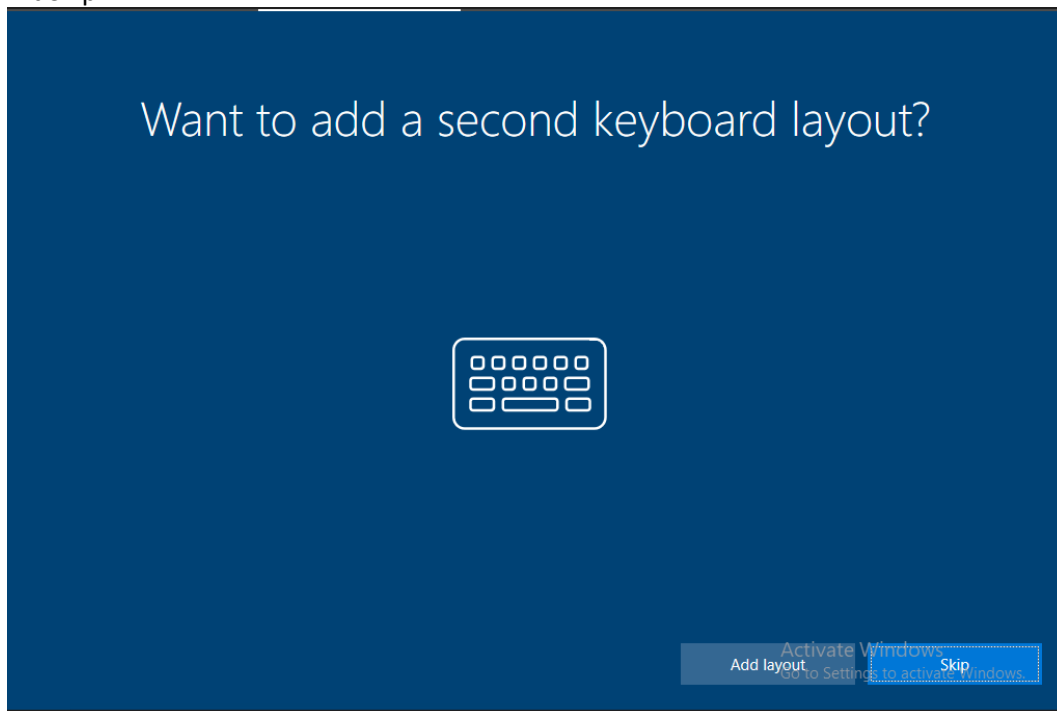 Want to add a second keyboard layout?
Activate Windows
Add layout
Skip
Go to Settings to activate Windows.